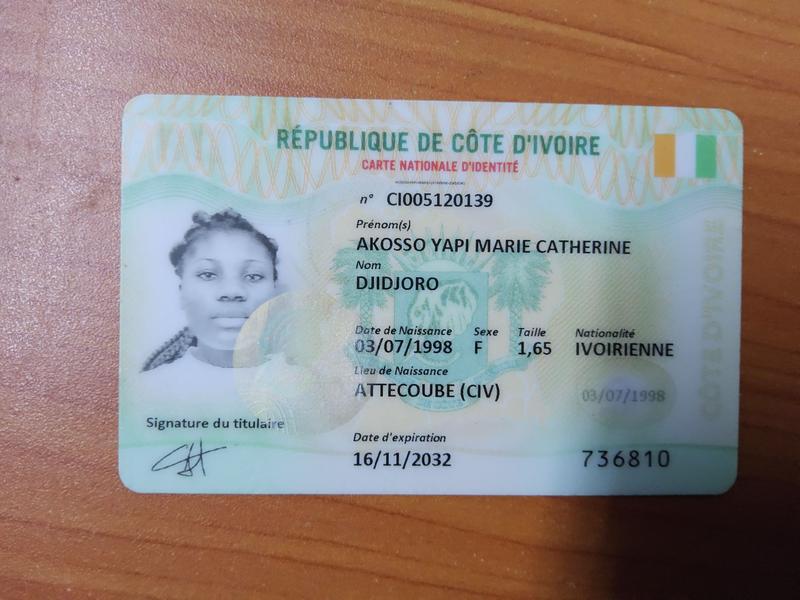 RÉPUBLIQUE DE CÔTE D'IVOIRE
CARTE NATIONALE D'IDENTITÉ
n° CI005120139
Prénom(s)
AKOSSO YAPI MARIE CATHERINE
Nom
DJIDJORO
Date de Naissance Sexe Taille Nationalité
03/07/1998 F 1,65 IVOIRIENNE
Lieu de Naissance
ATTECOUBE (CIV)
03/07/1998
CÔTE D'IVOIRE
Signature du titulaire
Date d'expiration
16/11/2032
736810